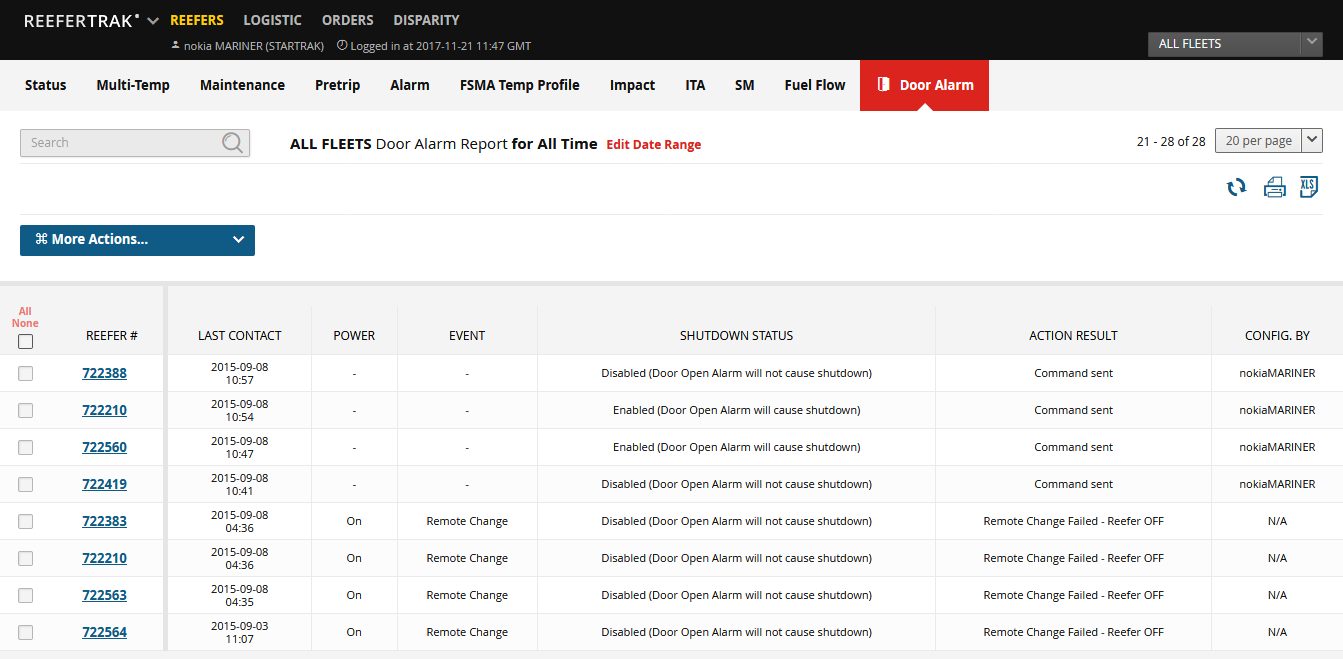 REEFERTRAK REEFERS LOGISTIC ORDERS DISPARITY
nokia MARINER (STARTRAK) Logged in at 2017-11-21 11:47 GMT
ALL FLEETS
Status Multi-Temp Maintenance Pretrip Alarm FSMA Temp Profile Impact ITA SM Fuel Flow Door Alarm
Search
ALL FLEETS Door Alarm Report for All Time Edit Date Range
21 - 28 of 28 20 per page
XLS
⌘ More Actions...
All
None
REEFER # LAST CONTACT POWER EVENT SHUTDOWN STATUS ACTION RESULT CONFIG. BY
722388 2015-09-08 10:57 - - Disabled (Door Open Alarm will not cause shutdown) Command sent nokiaMARINER
722210 2015-09-08 10:54 - - Enabled (Door Open Alarm will cause shutdown) Command sent nokiaMARINER
722560 2015-09-08 10:47 - - Enabled (Door Open Alarm will cause shutdown) Command sent nokiaMARINER
722419 2015-09-08 10:41 - - Disabled (Door Open Alarm will not cause shutdown) Command sent nokiaMARINER
722383 2015-09-08 04:36 On Remote Change Disabled (Door Open Alarm will not cause shutdown) Remote Change Failed - Reefer OFF N/A
722210 2015-09-08 04:36 On Remote Change Disabled (Door Open Alarm will not cause shutdown) Remote Change Failed - Reefer OFF N/A
722563 2015-09-08 04:35 On Remote Change Disabled (Door Open Alarm will not cause shutdown) Remote Change Failed - Reefer OFF N/A
722564 2015-09-03 11:07 On Remote Change Disabled (Door Open Alarm will not cause shutdown) Remote Change Failed - Reefer OFF N/A